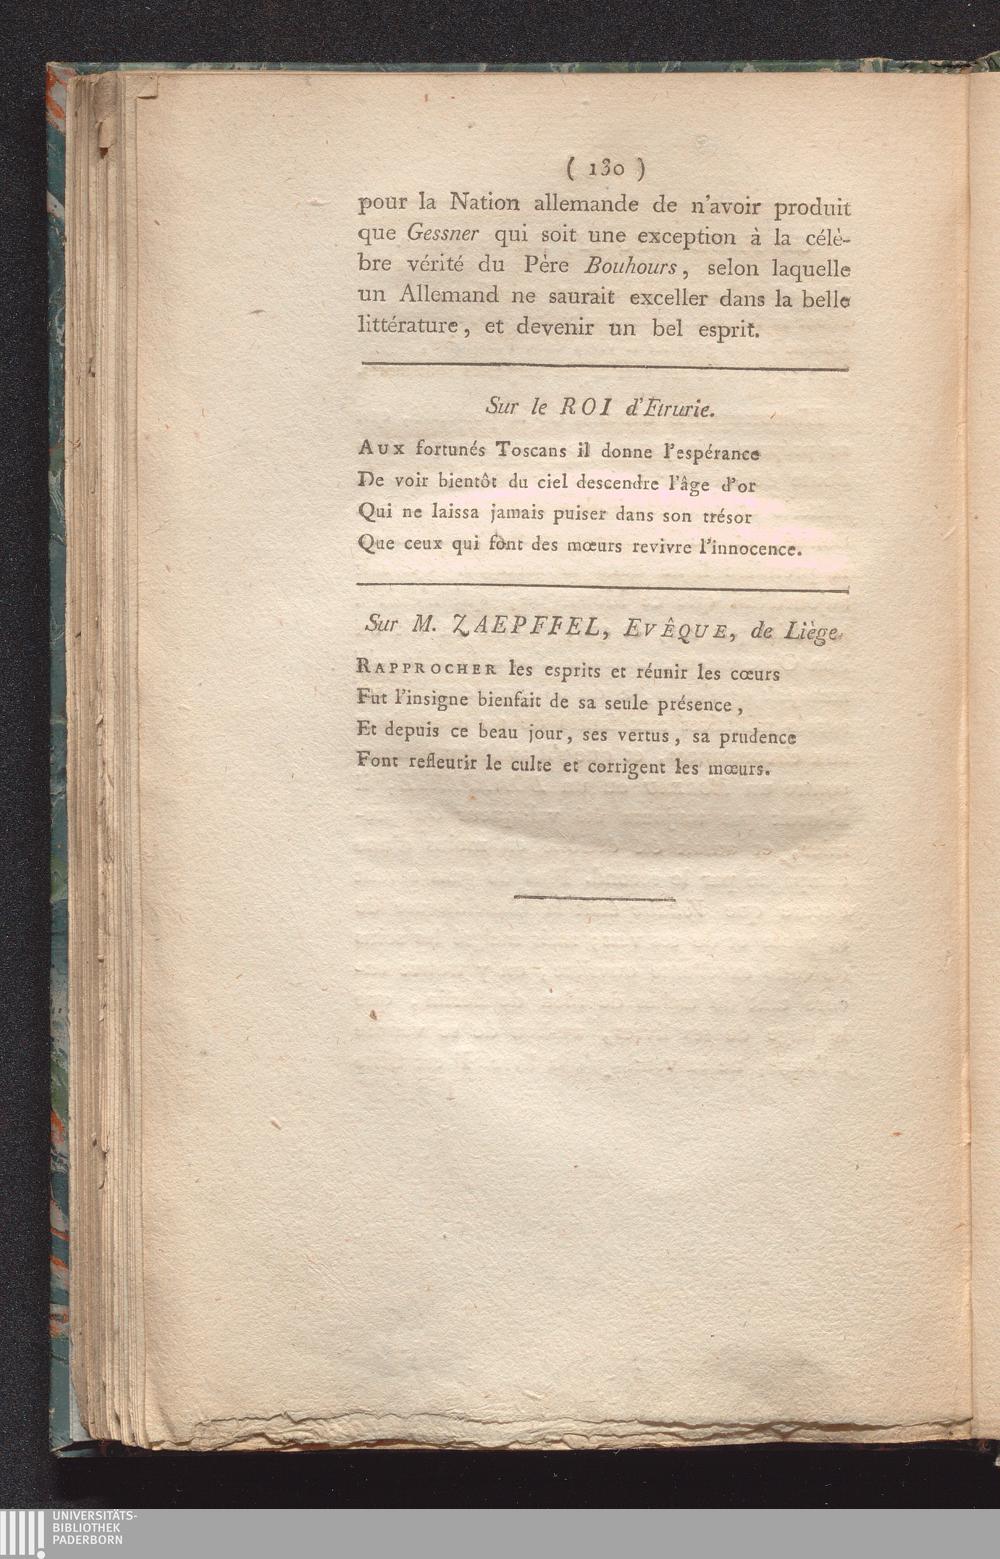 ( 130 )
pour la Nation allemande de n'avoir produit
que Gessner qui soit une exception à la célè-
bre vérité du Père Bouhours, selon laquelle
un Allemand ne saurait exceller dans la belle
littérature, et devenir un bel esprit.
Sur le ROI d'Etrurie.
Aux fortunés Toscans il donne l'espérance
De voir bientôt du ciel descendre l'âge d'or
Qui ne laissa jamais puiser dans son trésor
Que ceux qui font des mœurs revivre l'innocence.
Sur M. ZAEPFFEL, EVÊQUE, de Liège.
RAPPROCHER les esprits et réunir les cœurs
Fut l'insigne bienfait de sa seule présence,
Et depuis ce beau jour, ses vertus, sa prudence
Font refleurir le culte et corrigent les mœurs.
UNIVERSITÄTS-
BIBLIOTHEK
PADERBORN